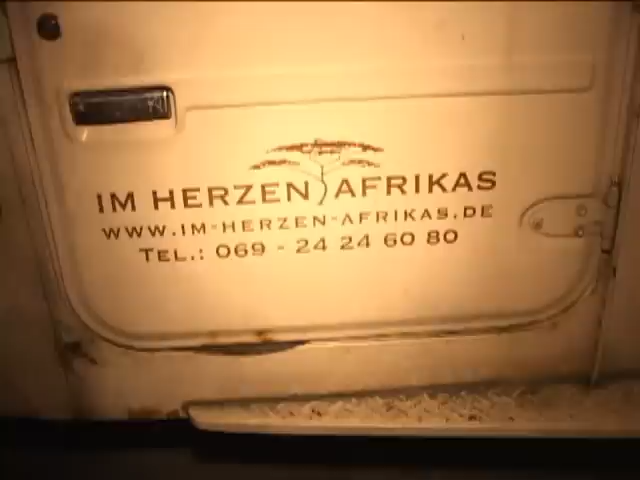 IM HERZEN AFRIKAS
WWW.IM-HERZEN-AFRIKAS.DE
TEL.: 069 - 24 24 60 80